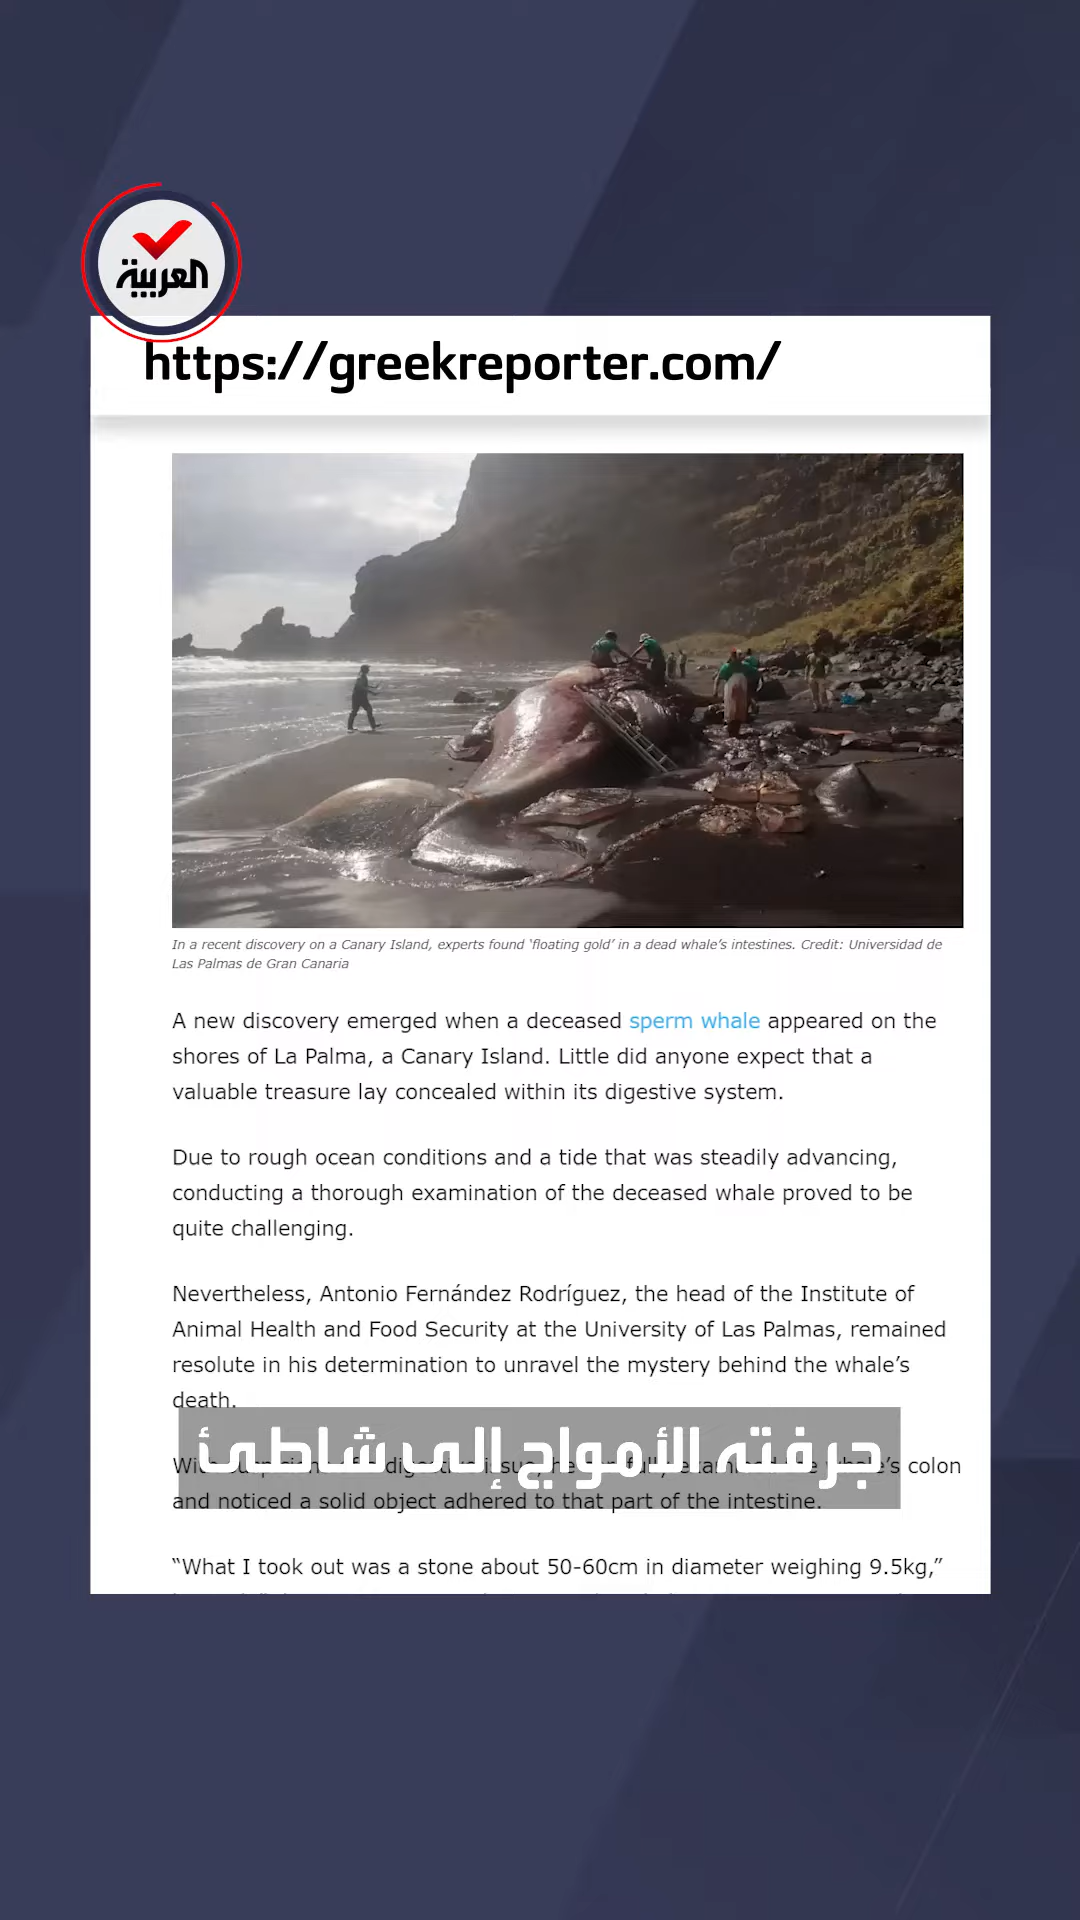 العربية
https://greekreporter.com/
In a recent discovery on a Canary Island, experts found ‘floating gold’ in a dead whale’s intestines. Credit: Universidad de
Las Palmas de Gran Canaria
A new discovery emerged when a deceased sperm whale appeared on the
shores of La Palma, a Canary Island. Little did anyone expect that a
valuable treasure lay concealed within its digestive system.
Due to rough ocean conditions and a tide that was steadily advancing,
conducting a thorough examination of the deceased whale proved to be
quite challenging.
Nevertheless, Antonio Fernández Rodríguez, the head of the Institute of
Animal Health and Food Security at the University of Las Palmas, remained
resolute in his determination to unravel the mystery behind the whale’s
death.
جرفته الأمواج إلى شاطئ
colon
and noticed a solid object adhered to that part of the intestine.
“What I took out was a stone about 50-60cm in diameter weighing 9.5kg,”